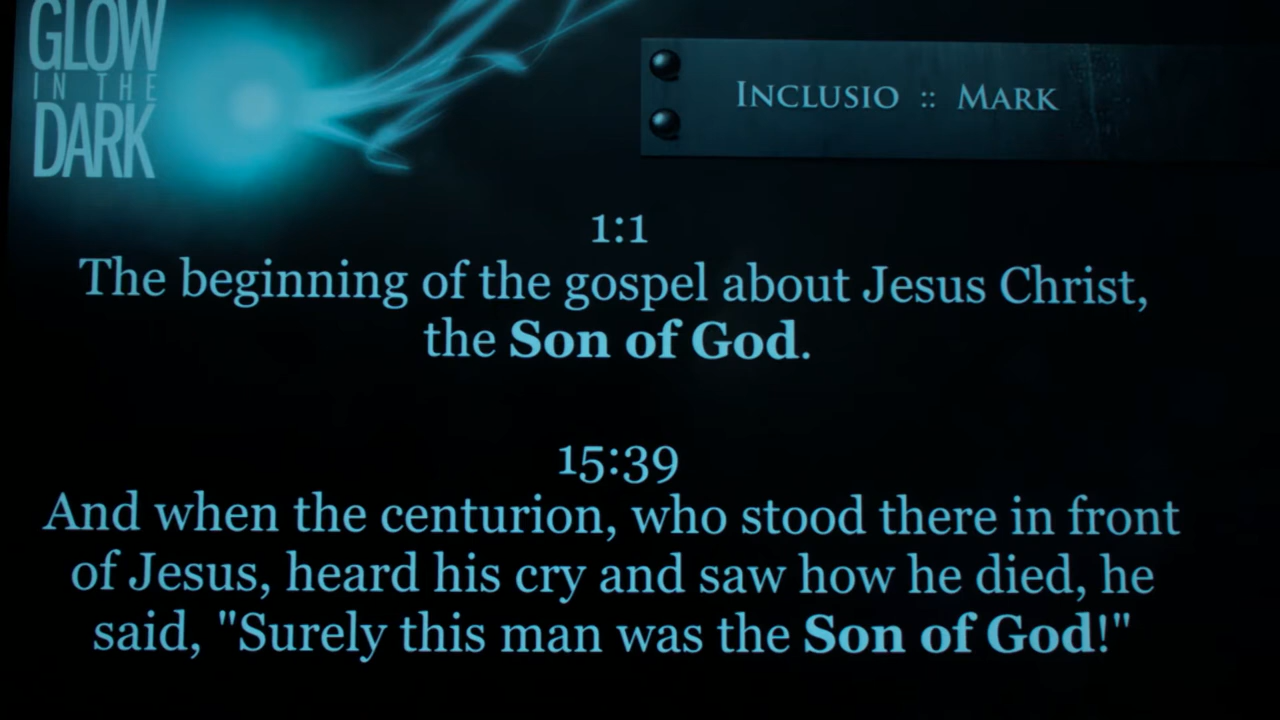 GLOW
IN THE
DARK
INCLUSIO :: MARK
1:1
The beginning of the gospel about Jesus Christ,
the Son of God.
15:39
And when the centurion, who stood there in front
of Jesus, heard his cry and saw how he died, he
said, "Surely this man was the Son of God!"